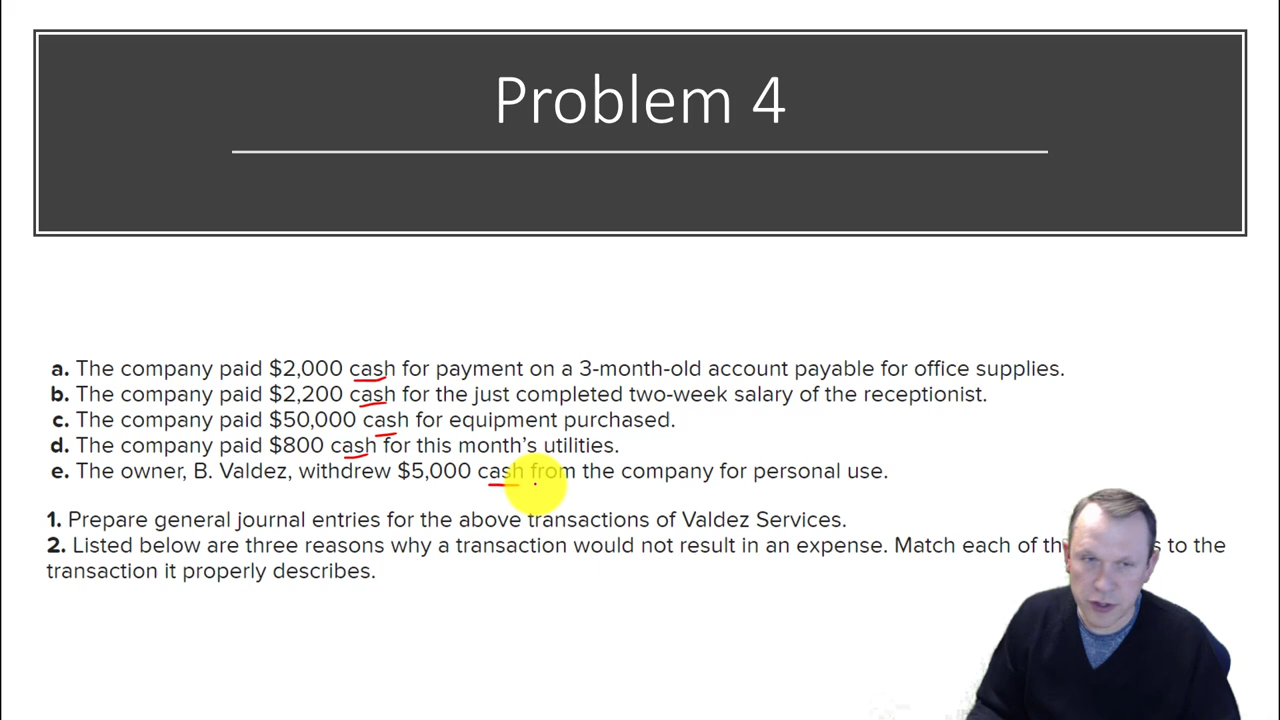 Problem 4
a. The company paid $2,000 cash for payment on a 3-month-old account payable for office supplies.
b. The company paid $2,200 cash for the just completed two-week salary of the receptionist.
c. The company paid $50,000 cash for equipment purchased.
d. The company paid $800 cash for this month’s utilities.
e. The owner, B. Valdez, withdrew $5,000 cash from the company for personal use.
1. Prepare general journal entries for the above transactions of Valdez Services.
2. Listed below are three reasons why a transaction would not result in an expense. Match each of to the
transaction it properly describes.